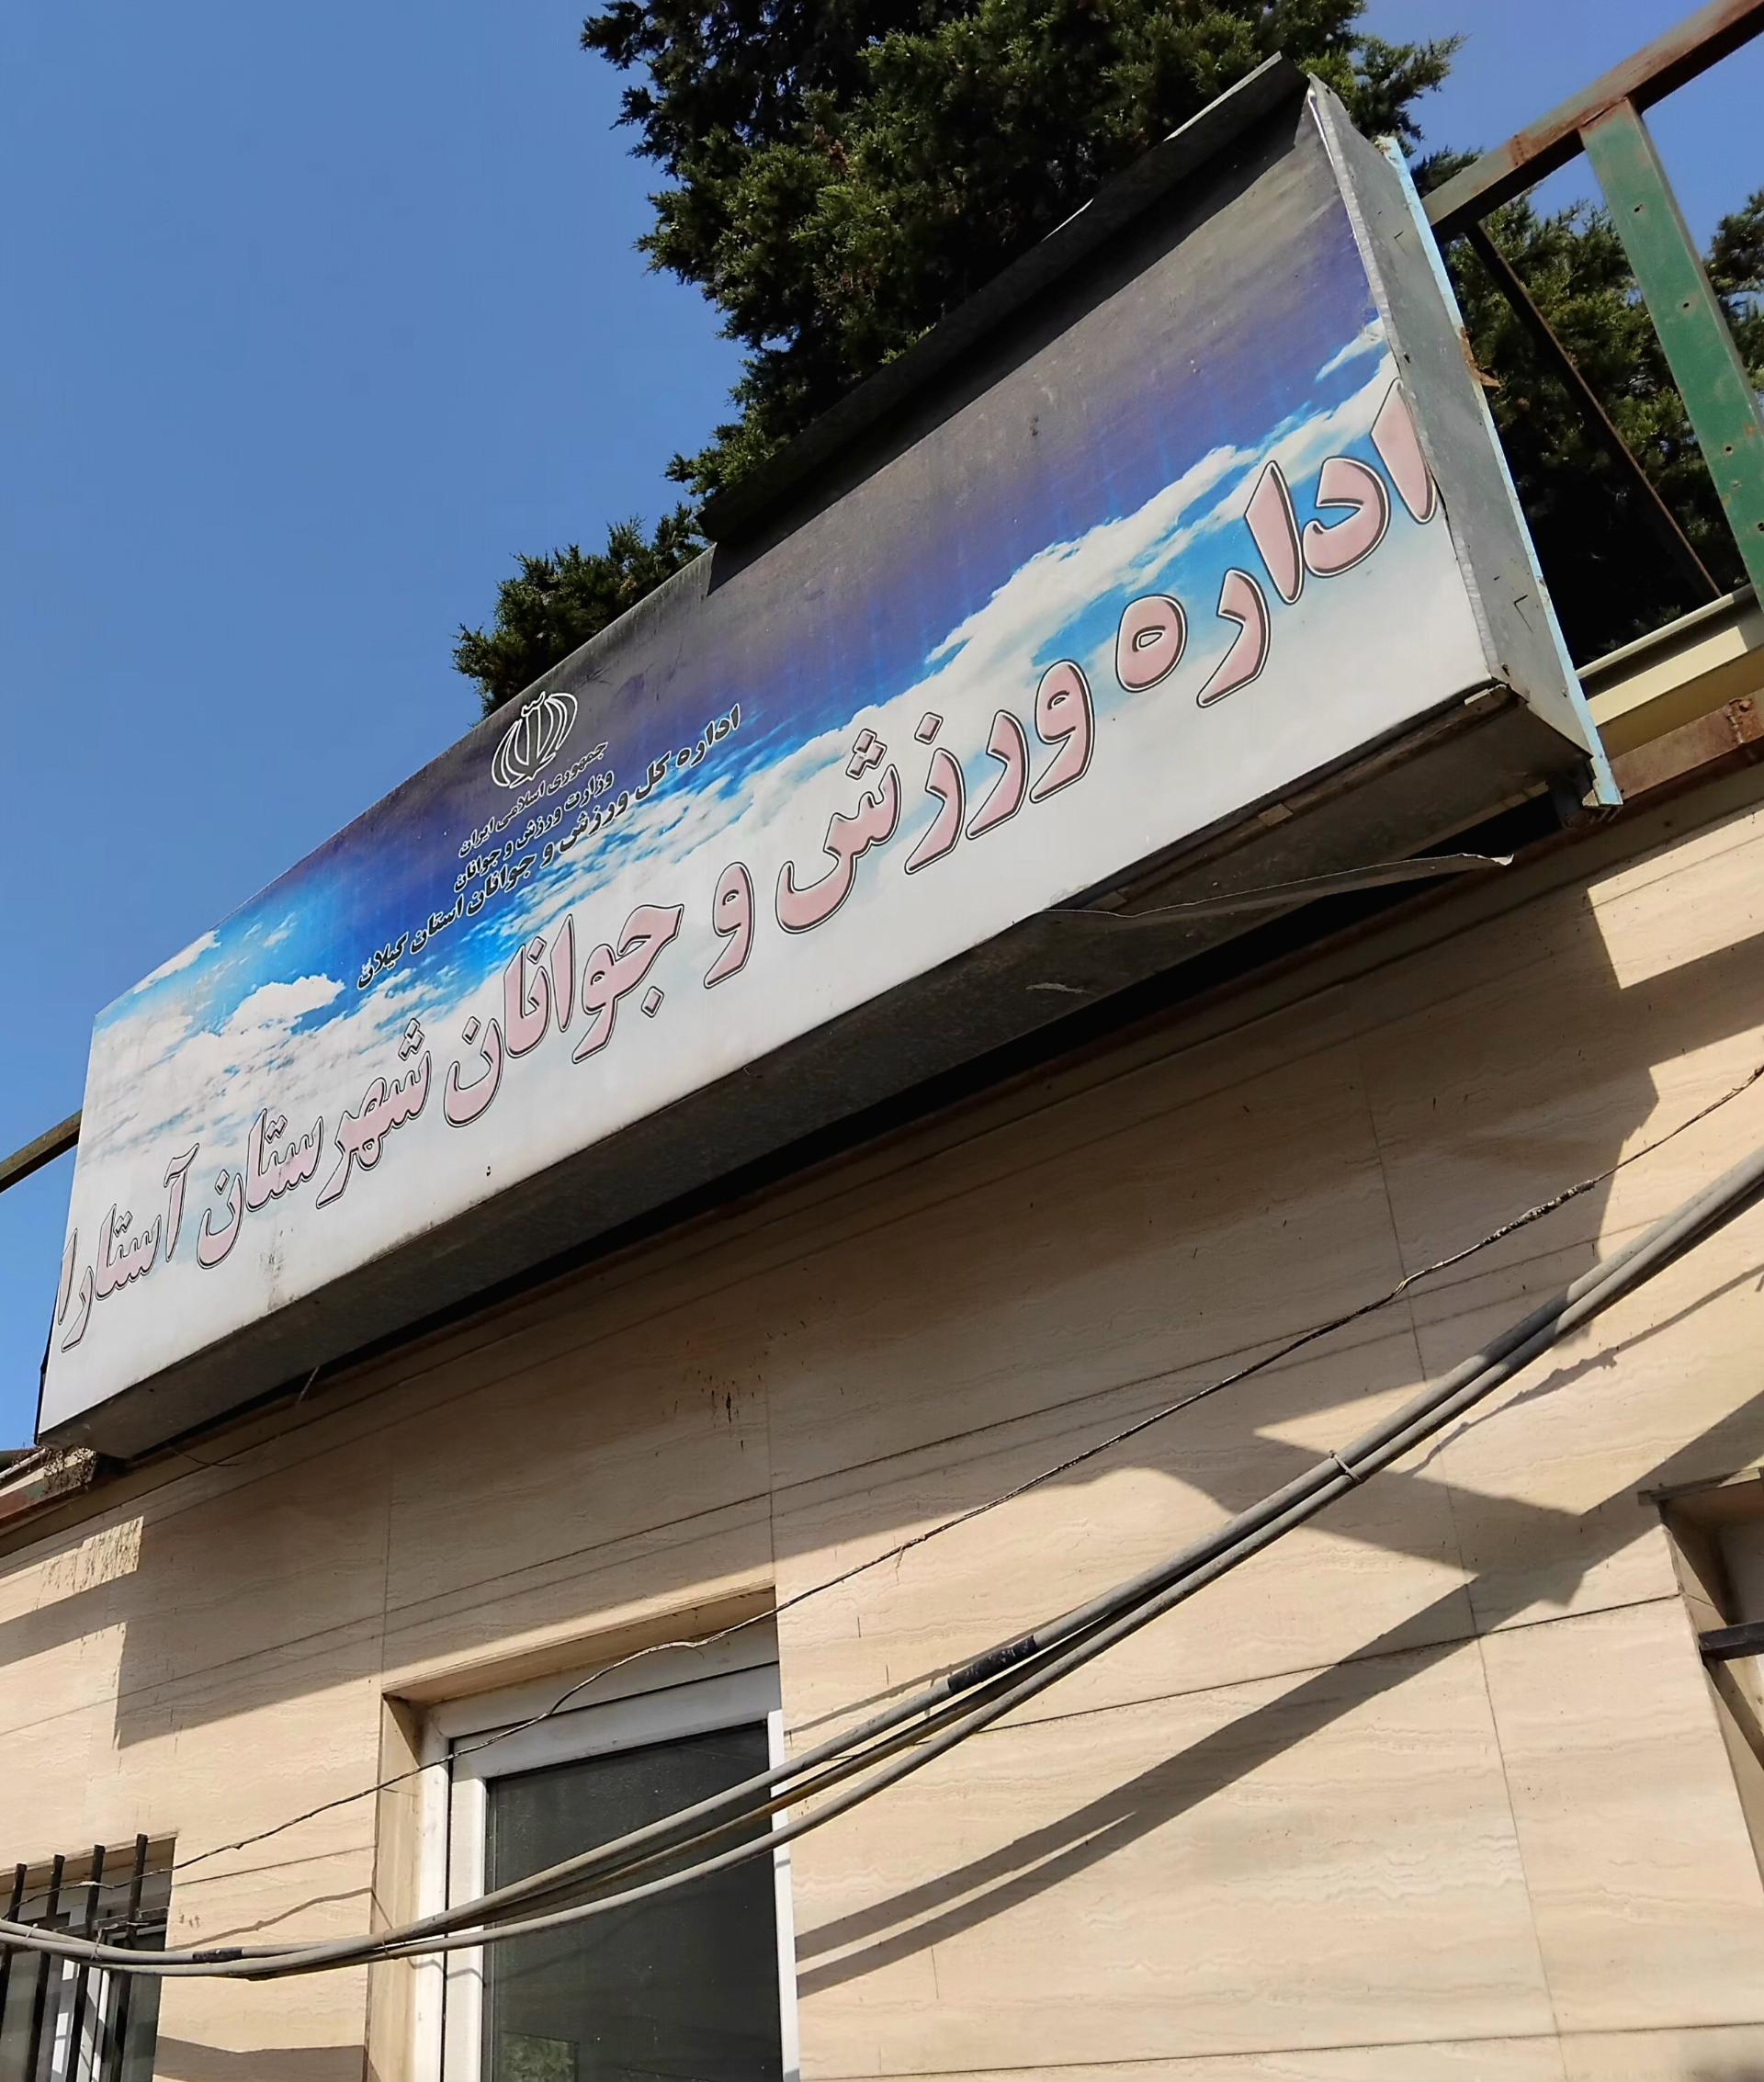 جمهوری اسلامی ایران
وزارت ورزش و جوانان
اداره کل ورزش و جوانان استان گیلان
اداره ورزش و جوانان شهرستان آستارا